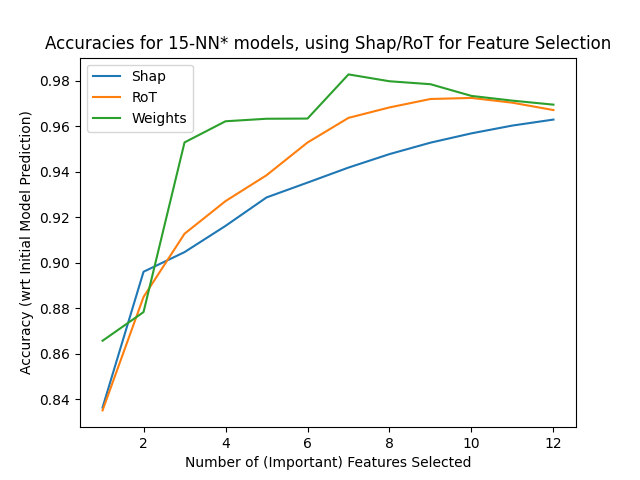 Accuracies for 15-NN* models, using Shap/RoT for Feature Selection
Shap
RoT
Weights
Accuracy (wrt Initial Model Prediction)
0.98
0.96
0.94
0.92
0.90
0.88
0.86
0.84
2 4 6 8 10 12
Number of (Important) Features Selected